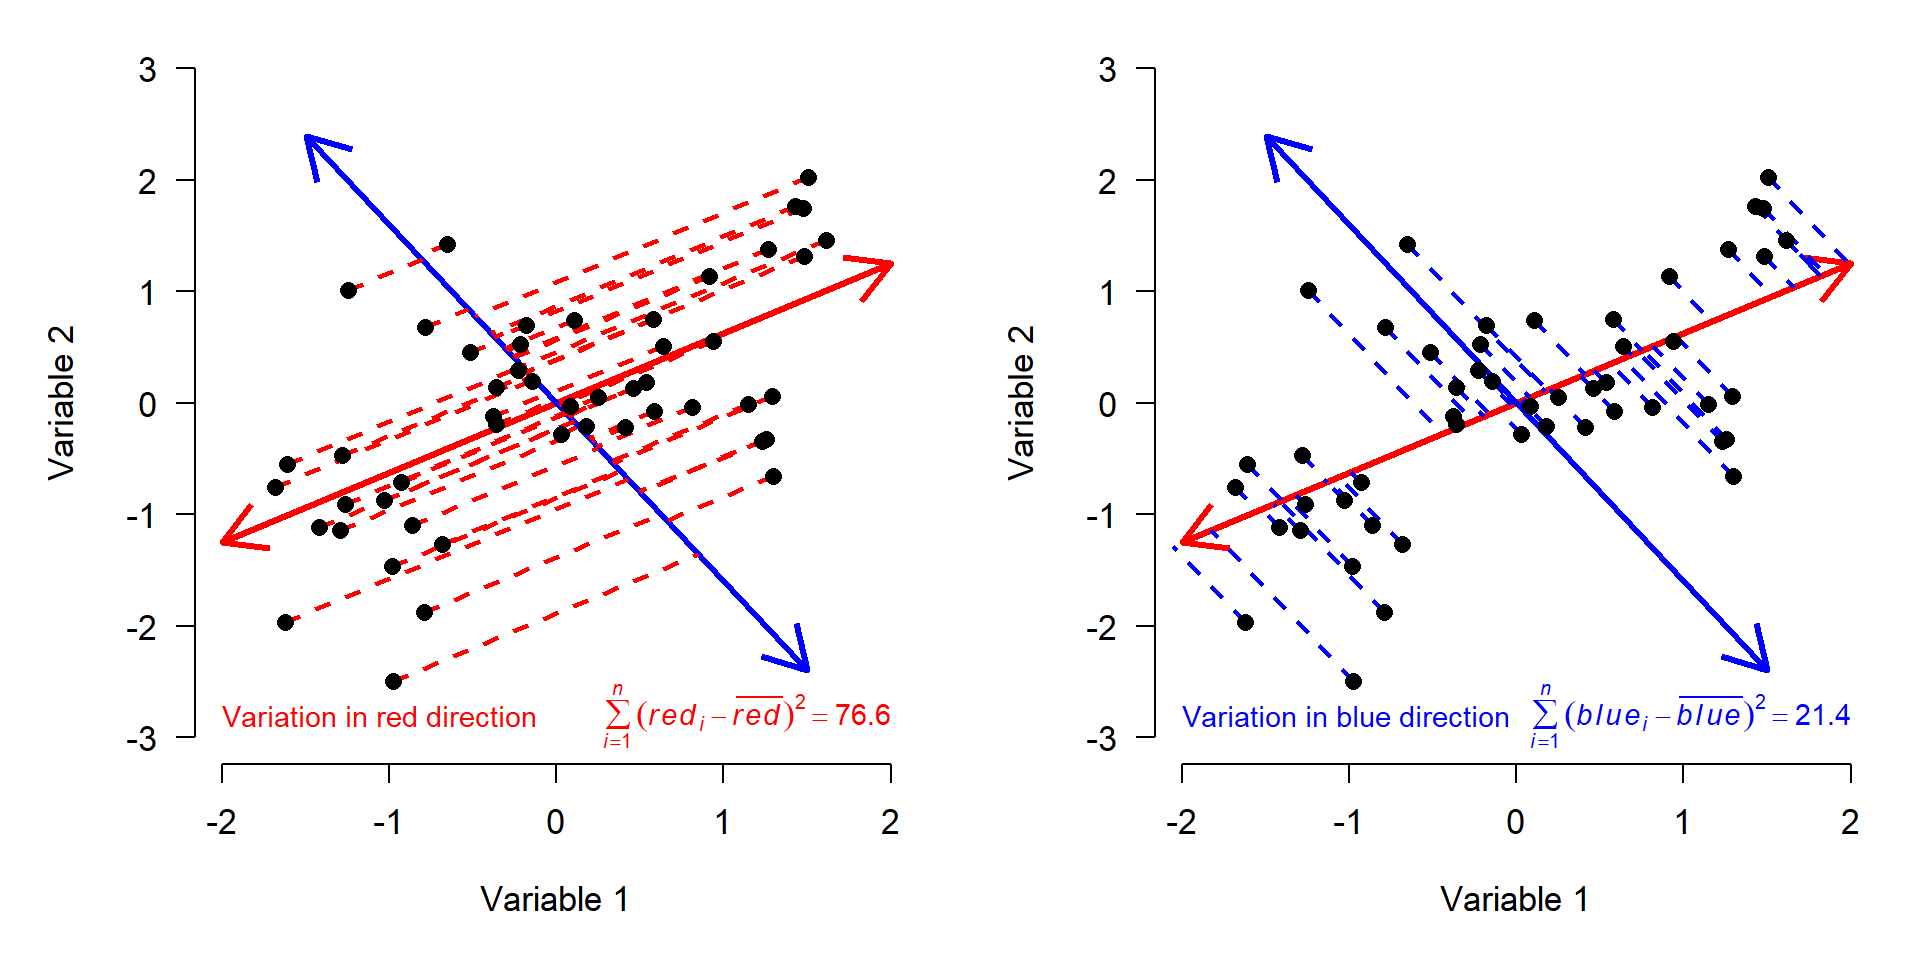 3
2
1
0
-1
-2
-3
Variable 2
Variation in red direction
n
∑ (red_i − \overline{red})² = 76.6
i=1
-2 -1 0 1 2
Variable 1
3
2
1
0
-1
-2
-3
Variable 2
Variation in blue direction
n
∑ (blue_i − \overline{blue})² = 21.4
i=1
-2 -1 0 1 2
Variable 1